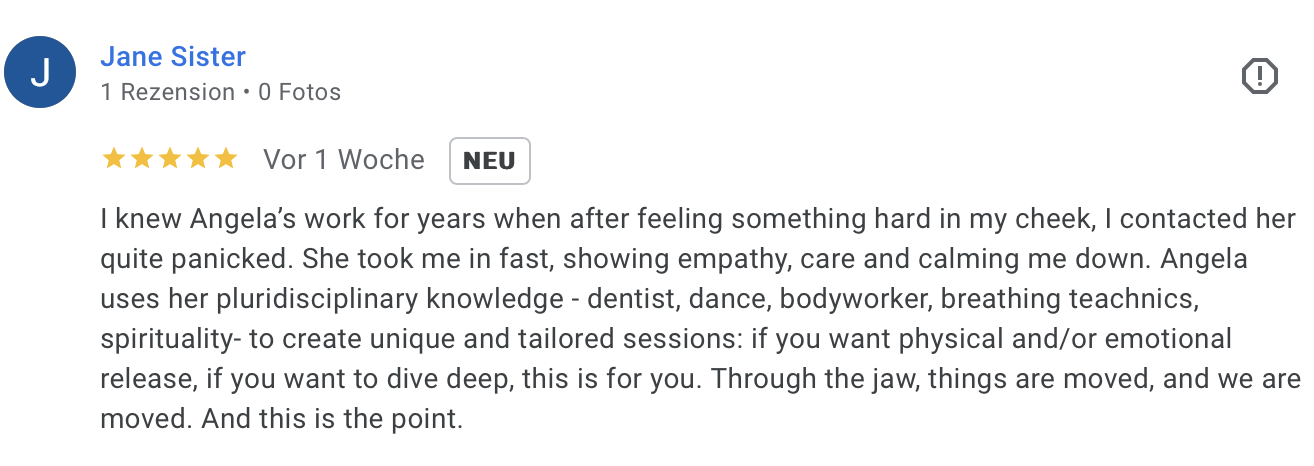 J
Jane Sister
1 Rezension • 0 Fotos
Vor 1 Woche NEU
I knew Angela’s work for years when after feeling something hard in my cheek, I contacted her
quite panicked. She took me in fast, showing empathy, care and calming me down. Angela
uses her pluridisciplinary knowledge - dentist, dance, bodyworker, breathing teachnics,
spirituality- to create unique and tailored sessions: if you want physical and/or emotional
release, if you want to dive deep, this is for you. Through the jaw, things are moved, and we are
moved. And this is the point.